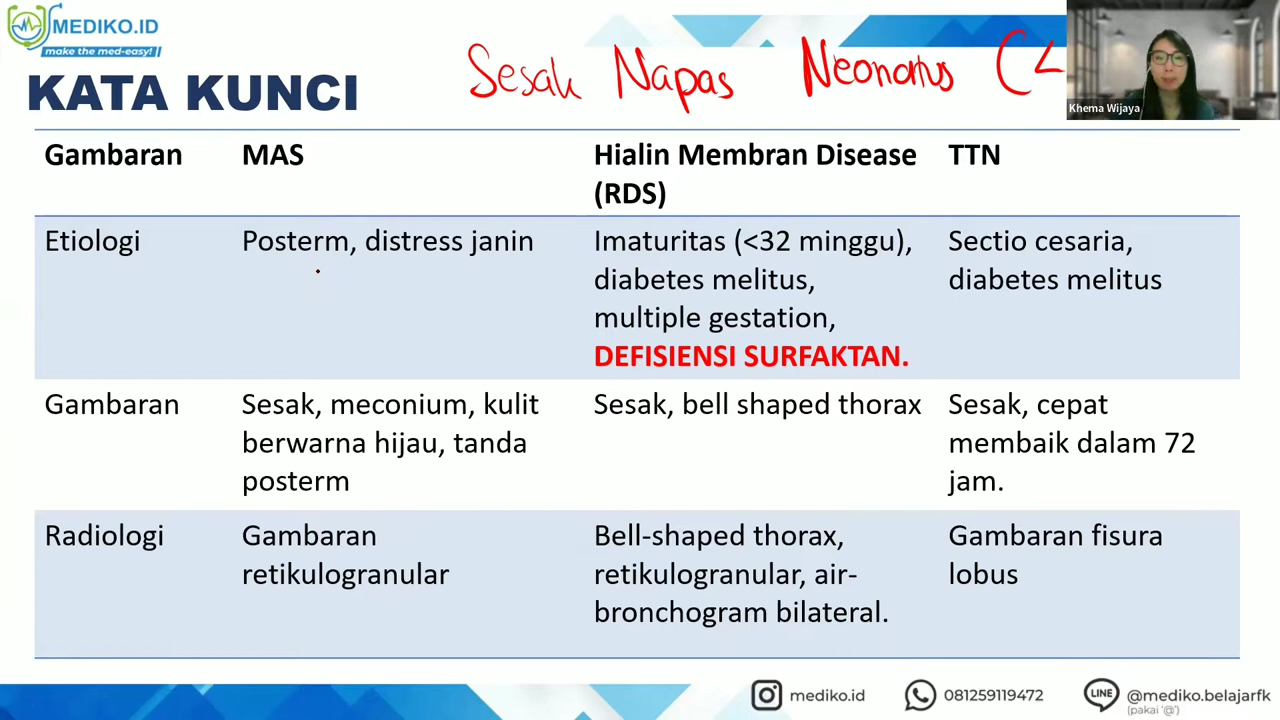 MEDIKO.ID
make the med-easy!
Sesak Napas Neonatus (<
Khema Wijaya
KATA KUNCI
Gambaran MAS Hialin Membran Disease (RDS) TTN
Etiologi Posterm, distress janin Imaturitas (<32 minggu), diabetes melitus, multiple gestation, DEFISIENSI SURFAKTAN. Sectio cesaria, diabetes melitus
Gambaran Sesak, meconium, kulit berwarna hijau, tanda posterm Sesak, bell shaped thorax Sesak, cepat membaik dalam 72 jam.
Radiologi Gambaran retikulogranular Bell-shaped thorax, retikulogranular, air-bronchogram bilateral. Gambaran fisura lobus
mediko.id 081259119472 LINE @mediko.belajarfk
(pakai '@')